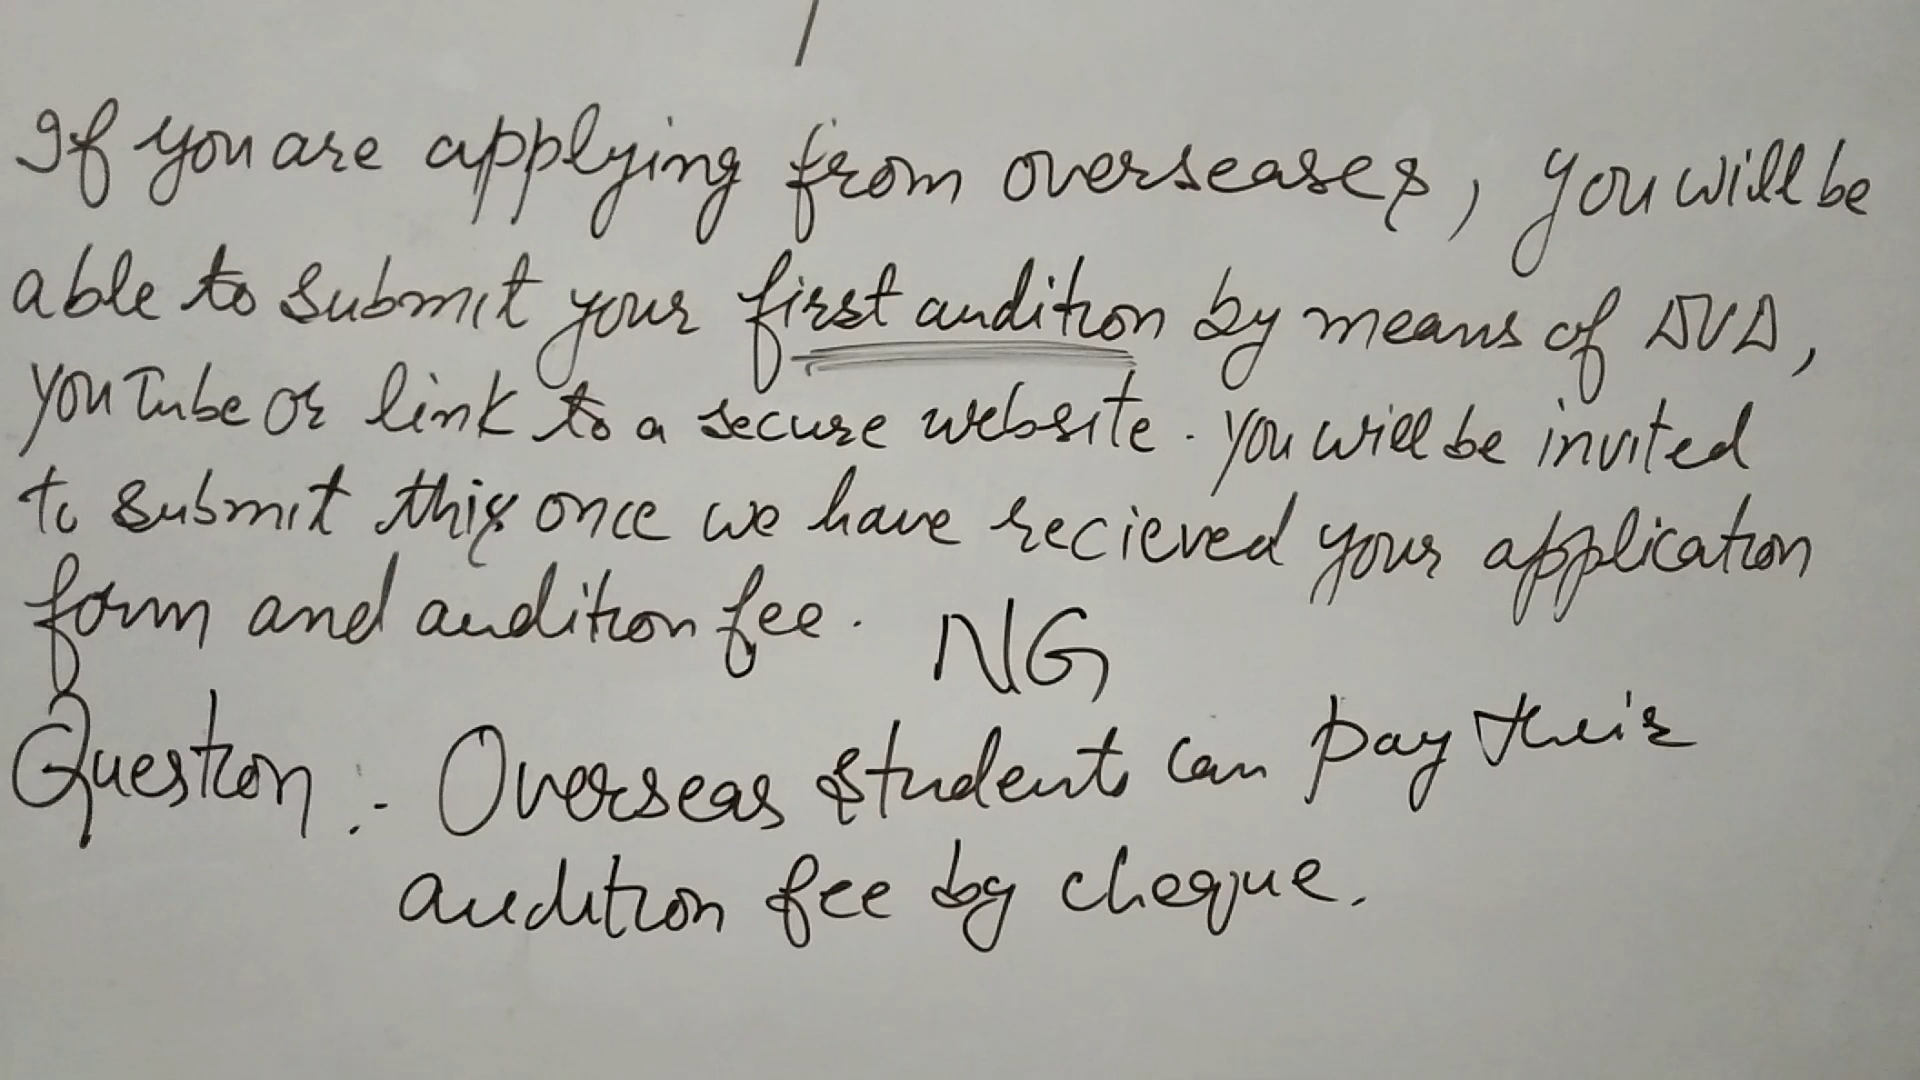 If you are applying from overseases, you will be
able to submit your first audition by means of DVD,
YouTube or link to a secure website. You will be invited
to submit this once we have recieved your application
form and audition fee. NG
Question :- Overseas students can pay their
audition fee by cheque.